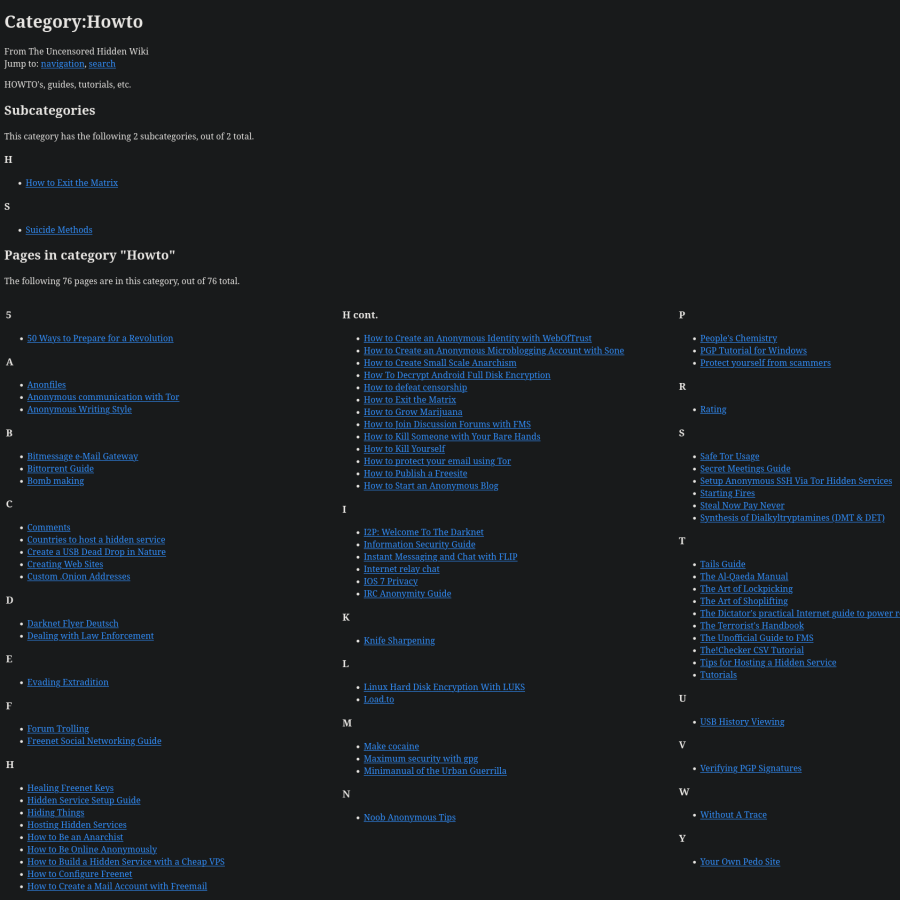 Category:Howto
From The Uncensored Hidden Wiki
Jump to: navigation, search
HOWTO's, guides, tutorials, etc.
Subcategories
This category has the following 2 subcategories, out of 2 total.
H
How to Exit the Matrix
S
Suicide Methods
Pages in category "Howto"
The following 76 pages are in this category, out of 76 total.
5
50 Ways to Prepare for a Revolution
A
Anonfiles
Anonymous communication with Tor
Anonymous Writing Style
B
Bitmessage e-Mail Gateway
Bittorrent Guide
Bomb making
C
Comments
Countries to host a hidden service
Create a USB Dead Drop in Nature
Creating Web Sites
Custom .Onion Addresses
D
Darknet Flyer Deutsch
Dealing with Law Enforcement
E
Evading Extradition
F
Forum Trolling
Freenet Social Networking Guide
H
Healing Freenet Keys
Hidden Service Setup Guide
Hiding Things
Hosting Hidden Services
How to Be an Anarchist
How to Be Online Anonymously
How to Build a Hidden Service with a Cheap VPS
How to Configure Freenet
How to Create a Mail Account with Freemail
H cont.
How to Create an Anonymous Identity with WebOfTrust
How to Create an Anonymous Microblogging Account with Sone
How to Create Small Scale Anarchism
How To Decrypt Android Full Disk Encryption
How to defeat censorship
How to Exit the Matrix
How to Grow Marijuana
How to Join Discussion Forums with FMS
How to Kill Someone with Your Bare Hands
How to Kill Yourself
How to protect your email using Tor
How to Publish a Freesite
How to Start an Anonymous Blog
I
I2P: Welcome To The Darknet
Information Security Guide
Instant Messaging and Chat with FLIP
Internet relay chat
IOS 7 Privacy
IRC Anonymity Guide
K
Knife Sharpening
L
Linux Hard Disk Encryption With LUKS
Load.to
M
Make cocaine
Maximum security with gpg
Minimanual of the Urban Guerrilla
N
Noob Anonymous Tips
P
People's Chemistry
PGP Tutorial for Windows
Protect yourself from scammers
R
Rating
S
Safe Tor Usage
Secret Meetings Guide
Setup Anonymous SSH Via Tor Hidden Services
Starting Fires
Steal Now Pay Never
Synthesis of Dialkyltryptamines (DMT & DET)
T
Tails Guide
The Al-Qaeda Manual
The Art of Lockpicking
The Art of Shoplifting
The Dictator's practical Internet guide to power r
The Terrorist's Handbook
The Unofficial Guide to FMS
The!Checker CSV Tutorial
Tips for Hosting a Hidden Service
Tutorials
U
USB History Viewing
V
Verifying PGP Signatures
W
Without A Trace
Y
Your Own Pedo Site